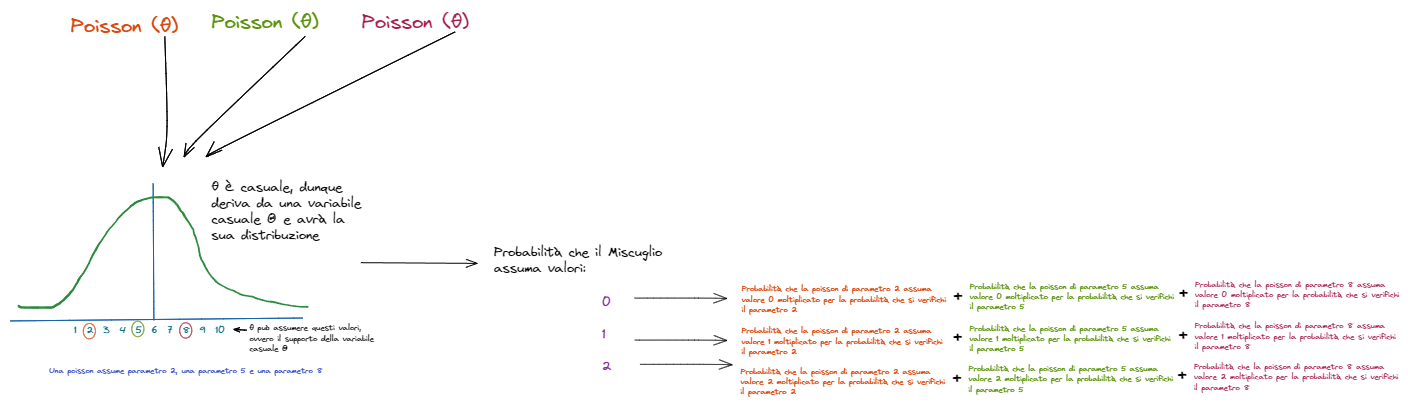 Poisson (θ)
Poisson (θ)
Poisson (θ)
θ è casuale, dunque
deriva da una variabile
casuale Θ e avrà la
sua distribuzione
1 2 3 4 5 6 7 8 9 10
θ può assumere questi valori,
ovvero il supporto della variabile
casuale Θ
Una poisson assume parametro 2, una parametro 5 e una parametro 8
Probabilità che il Miscuglio
assuma valori:
0
Probabilità che la poisson di parametro 2 assuma
valore 0 moltiplicato per la probabilità che si verifichi
il parametro 2
+
Probabilità che la poisson di parametro 5 assuma
valore 0 moltiplicato per la probabilità che si verifichi
il parametro 5
+
Probabilità che la poisson di parametro 8 assuma
valore 0 moltiplicato per la probabilità che si verifichi
il parametro 8
1
Probabilità che la poisson di parametro 2 assuma
valore 1 moltiplicato per la probabilità che si verifichi
il parametro 2
+
Probabilità che la poisson di parametro 5 assuma
valore 1 moltiplicato per la probabilità che si verifichi
il parametro 5
+
Probabilità che la poisson di parametro 8 assuma
valore 1 moltiplicato per la probabilità che si verifichi
il parametro 8
2
Probabilità che la poisson di parametro 2 assuma
valore 2 moltiplicato per la probabilità che si verifichi
il parametro 2
+
Probabilità che la poisson di parametro 5 assuma
valore 2 moltiplicato per la probabilità che si verifichi
il parametro 5
+
Probabilità che la poisson di parametro 8 assuma
valore 2 moltiplicato per la probabilità che si verifichi
il parametro 8